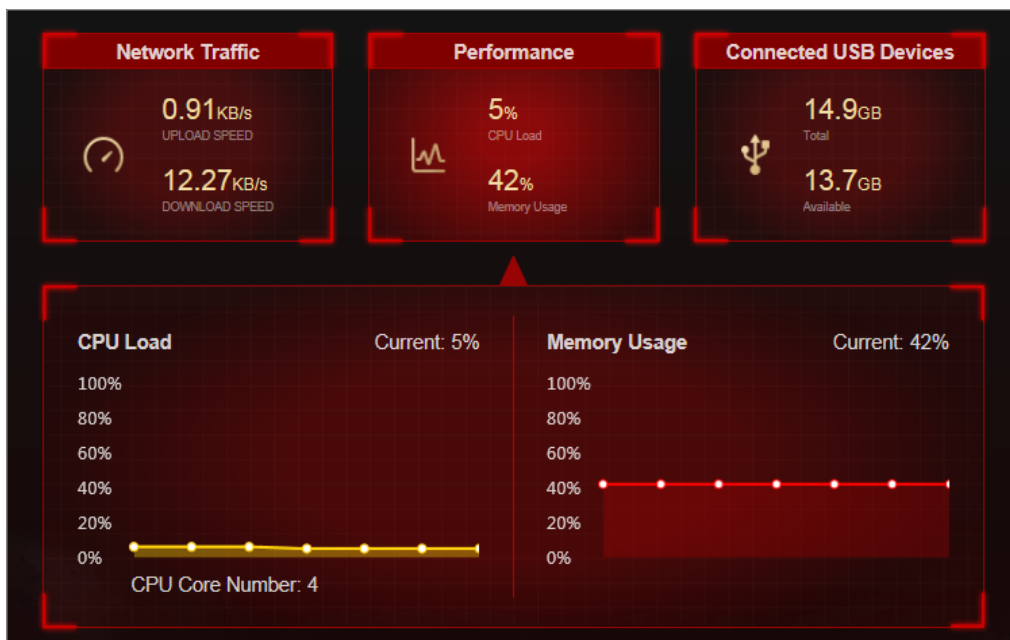 Network Traffic
0.91KB/s
UPLOAD SPEED
12.27KB/s
DOWNLOAD SPEED
Performance
5%
CPU Load
42%
Memory Usage
Connected USB Devices
14.9GB
Total
13.7GB
Available
CPU Load
Current: 5%
100%
80%
60%
40%
20%
0%
CPU Core Number: 4
Memory Usage
Current: 42%
100%
80%
60%
40%
20%
0%